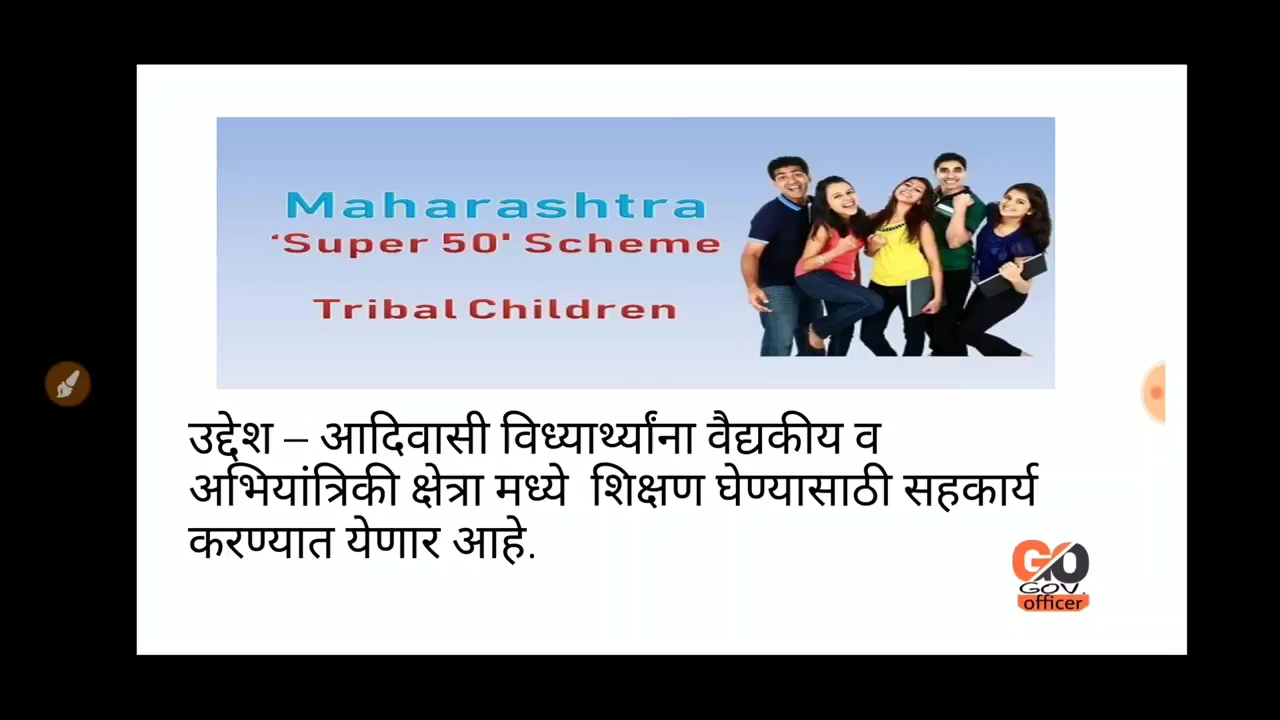 Maharashtra
'Super 50' Scheme
Tribal Children
उद्देश – आदिवासी विध्यार्थ्यांना वैद्यकीय व
अभियांत्रिकी क्षेत्रा मध्ये शिक्षण घेण्यासाठी सहकार्य
करण्यात येणार आहे.
GO
GOV.
officer